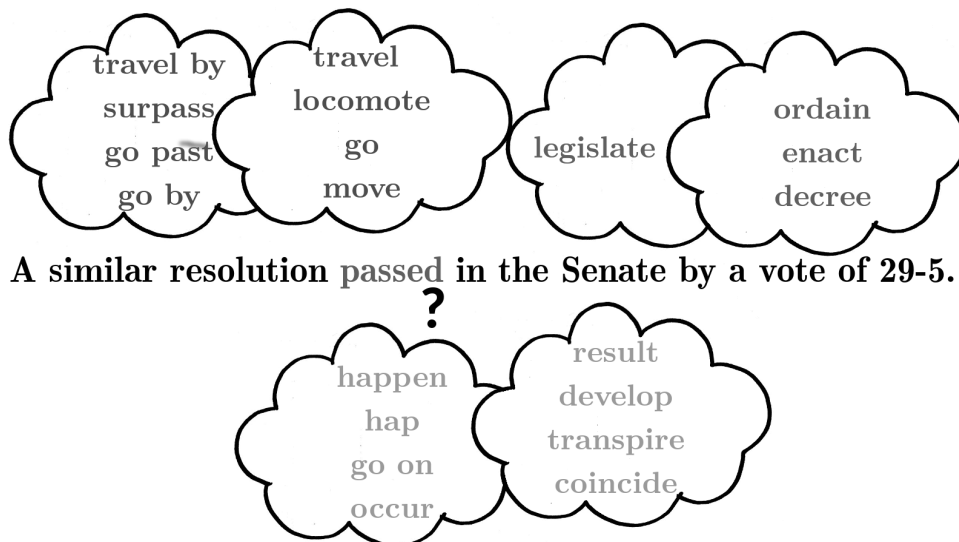 travel by
surpass
go past
go by
travel
locomote
go
move
legislate
ordain
enact
decree
A similar resolution passed in the Senate by a vote of 29-5.
?
happen
hap
go on
occur
result
develop
transpire
coincide